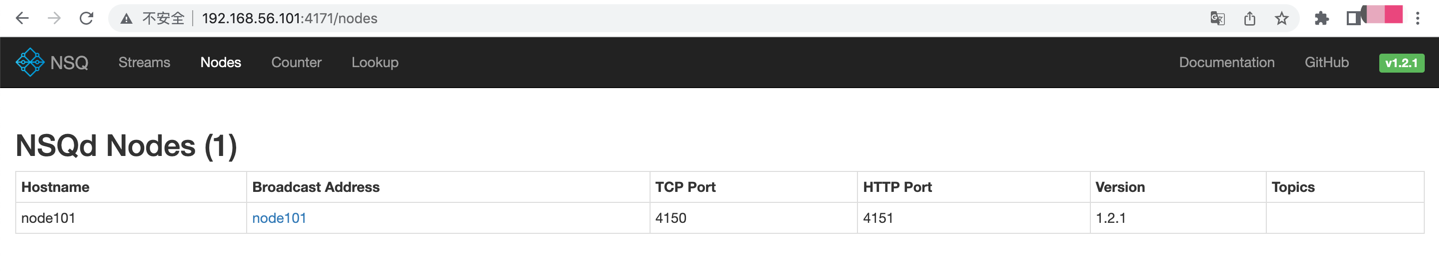 不安全 192.168.56.101:4171/nodes
NSQ Streams Nodes Counter Lookup Documentation GitHub v1.2.1
NSQd Nodes (1)
Hostname Broadcast Address TCP Port HTTP Port Version Topics
node101 node101 4150 4151 1.2.1